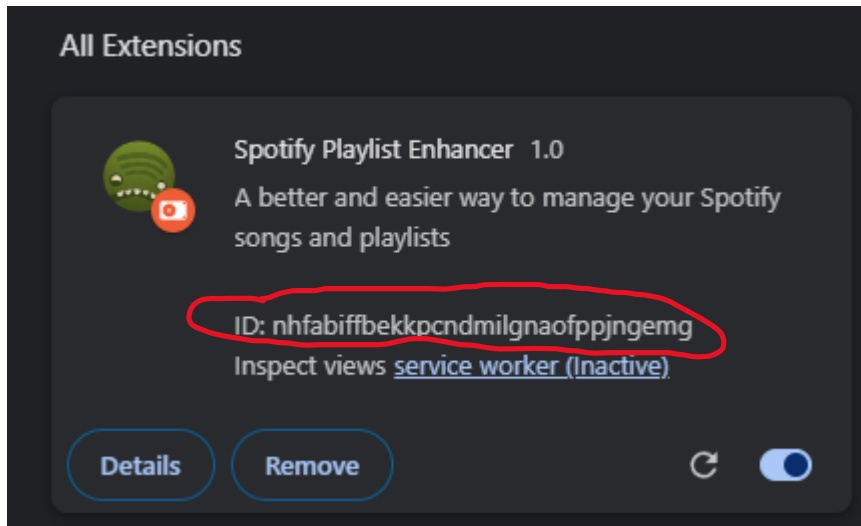 All Extensions
Spotify Playlist Enhancer 1.0
A better and easier way to manage your Spotify
songs and playlists
ID: nhfabiffbekkpcndmilgnaofppjngemg
Inspect views service worker (Inactive)
Details Remove